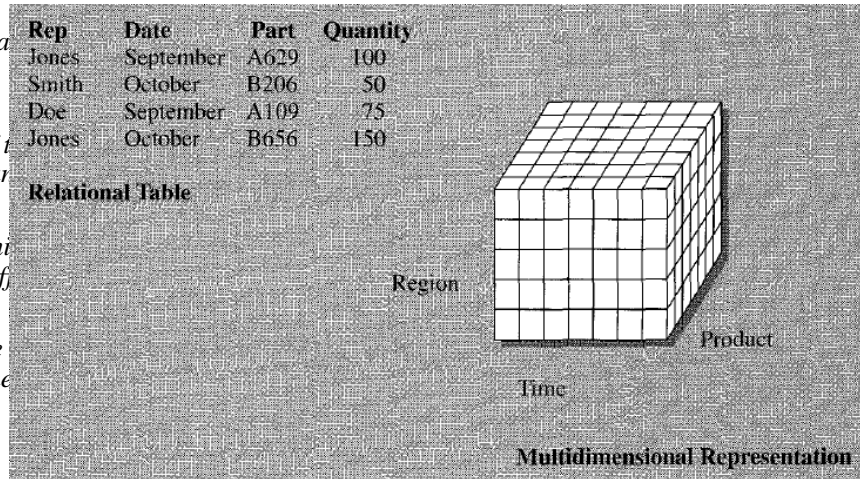 Rep Date Part Quantity
Jones September A629 100
Smith October B206 50
Doe September A109 75
Jones October B656 150
Relational Table
Region
Product
Time
Multidimensional Representation